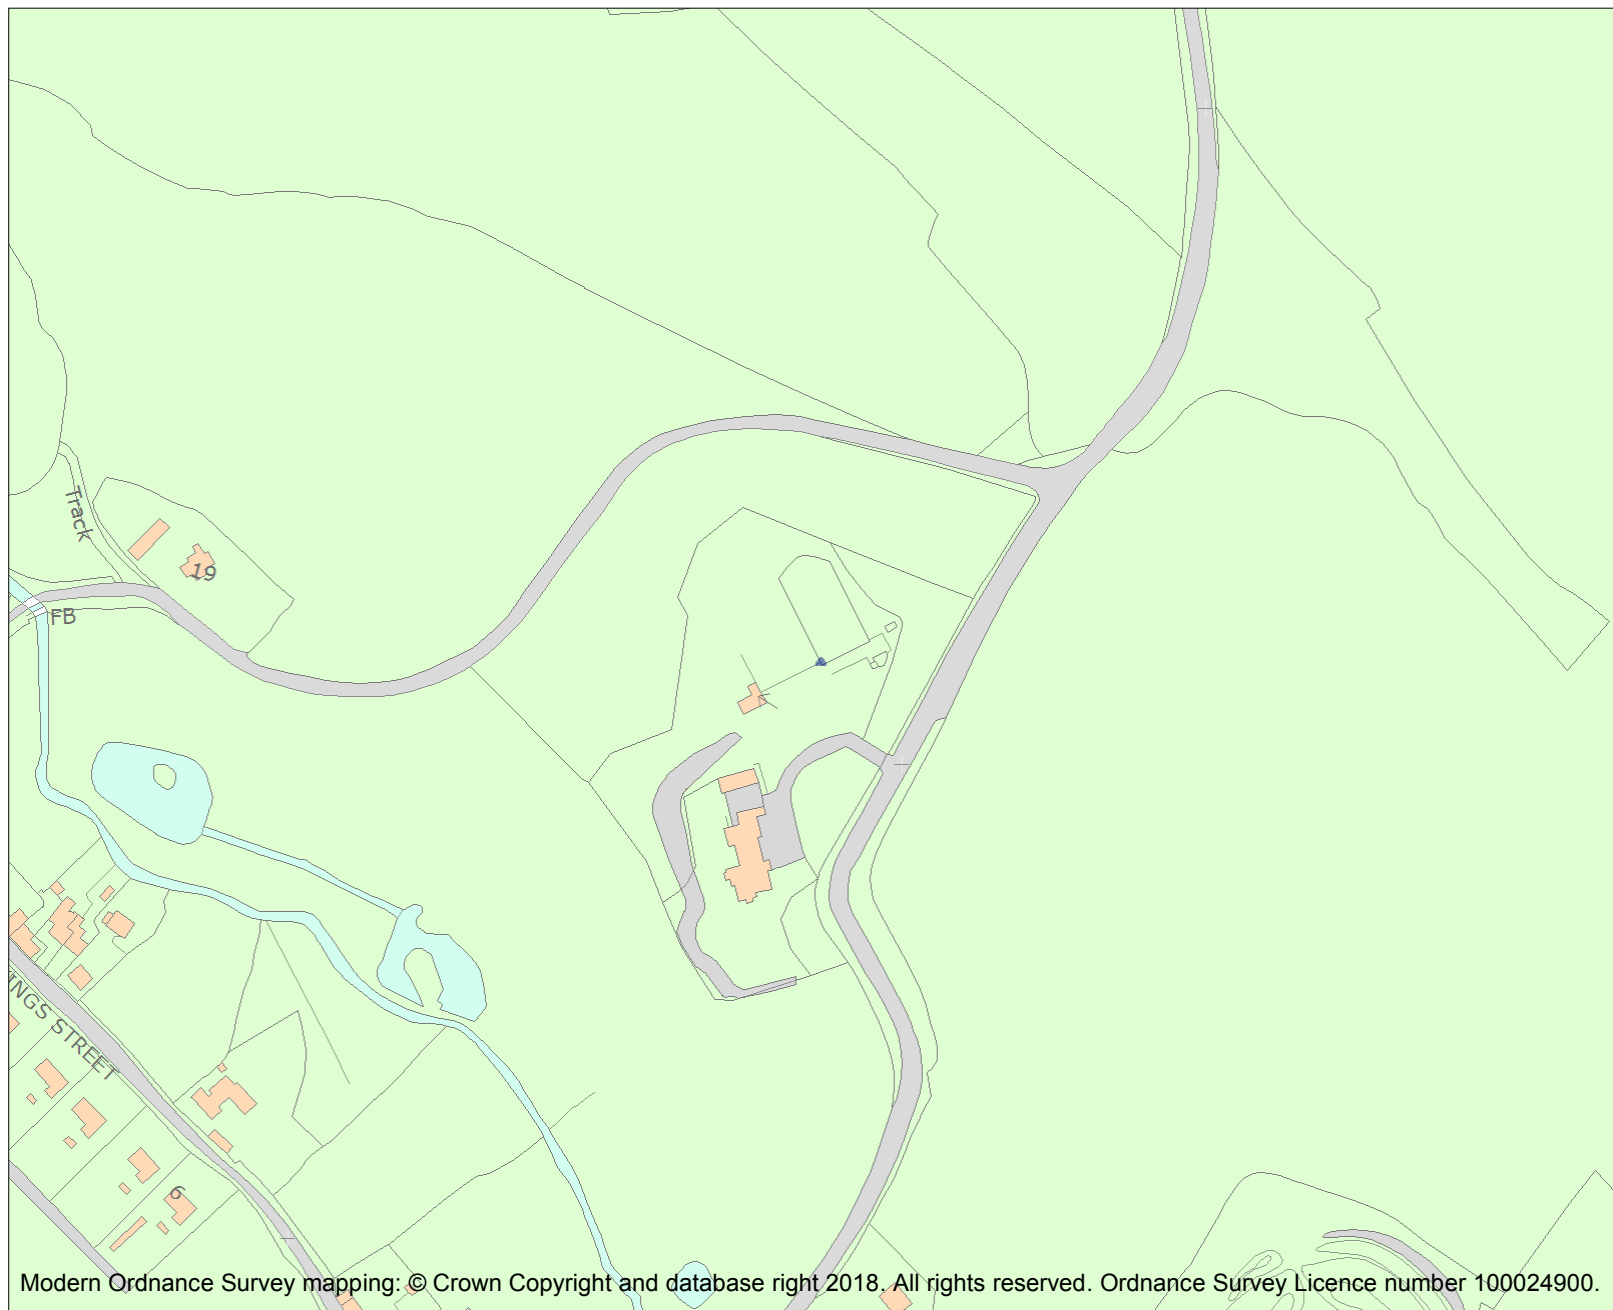 Track
19
FB
INGS STREET
6
Modern Ordnance Survey mapping: © Crown Copyright and database right 2018. All rights reserved. Ordnance Survey Licence number 100024900.